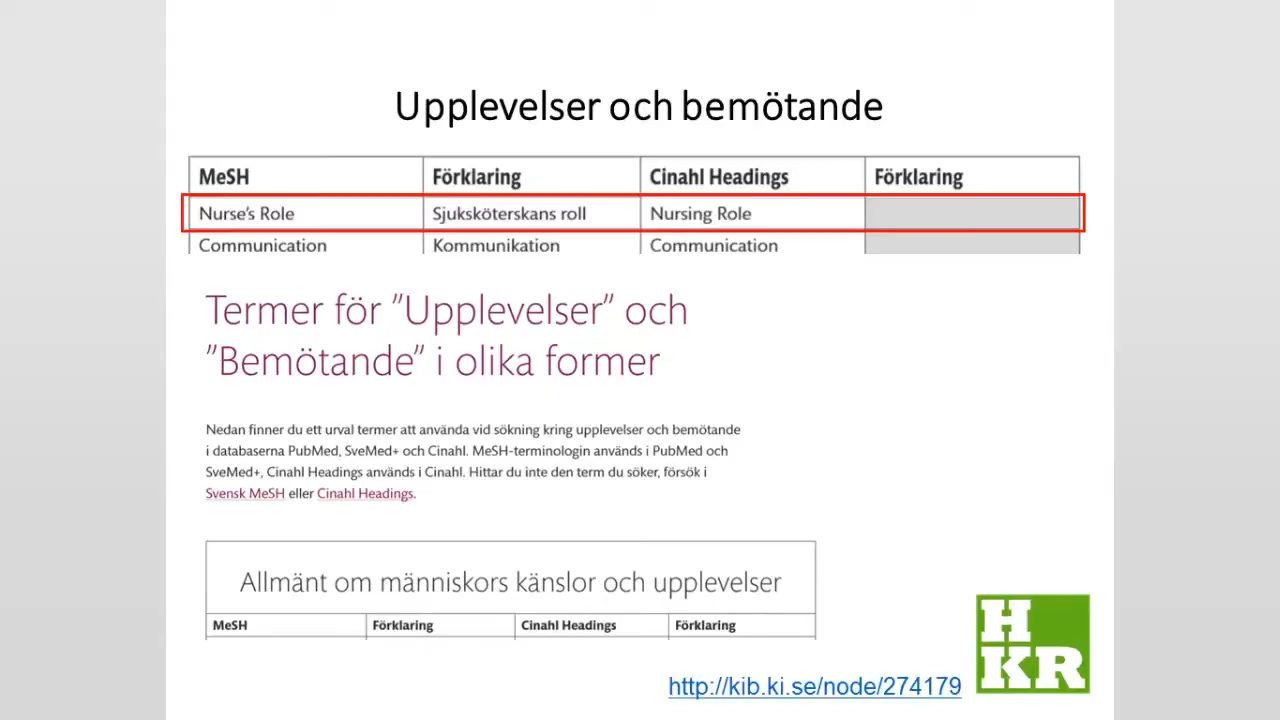 Upplevelser och bemötande
MeSH Förklaring Cinahl Headings Förklaring
Nurse's Role Sjuksköterskans roll Nursing Role
Communication Kommunikation Communication
Termer för ”Upplevelser” och
”Bemötande” i olika former
Nedan finner du ett urval termer att använda vid sökning kring upplevelser och bemötande
i databaserna PubMed, SveMed+ och Cinahl. MeSH-terminologin används i PubMed och
SveMed+, Cinahl Headings används i Cinahl. Hittar du inte den term du söker, försök i
Svensk MeSH eller Cinahl Headings.
Allmänt om människors känslor och upplevelser
MeSH Förklaring Cinahl Headings Förklaring
http://kib.ki.se/node/274179
H
KR